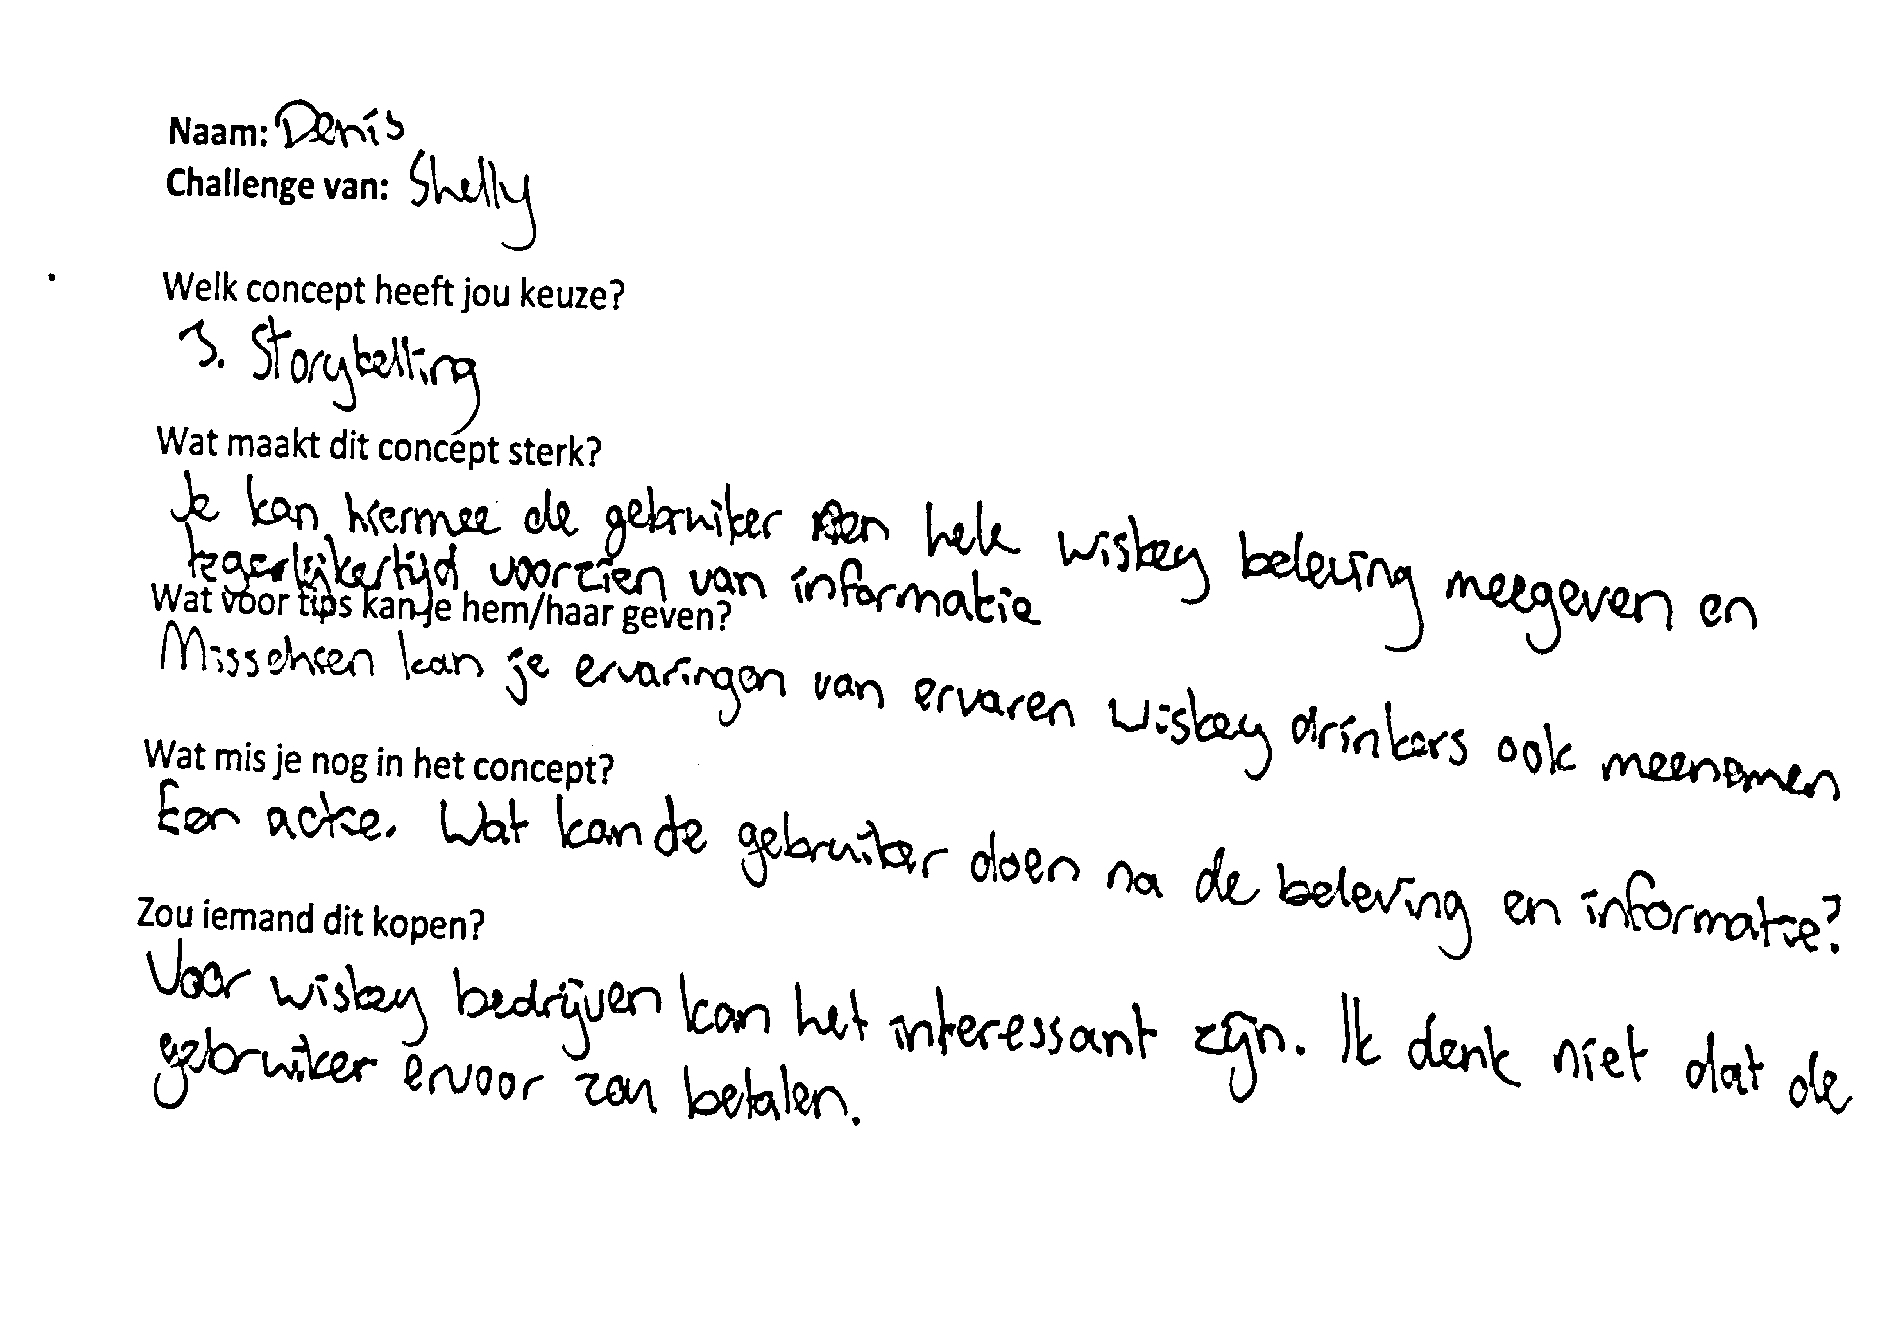 Naam: Denis
Challenge van: Shelly
Welk concept heeft jou keuze?
3. Storytelling
Wat maakt dit concept sterk?
Je kan hiermee de gebruiker een hele wiskey beleving meegeven en
tegerlijkertijd voorzien van informatie
Wat voor tips kan je hem/haar geven?
Misschien kan je ervaringen van ervaren wiskey drinkers ook meenemen
Wat mis je nog in het concept?
Een actie. Wat kan de gebruiker doen na de beleving en informatie?
Zou iemand dit kopen?
Voor wiskey bedrijven kan het interessant zijn. Ik denk niet dat de
gebruiker ervoor zou betalen.